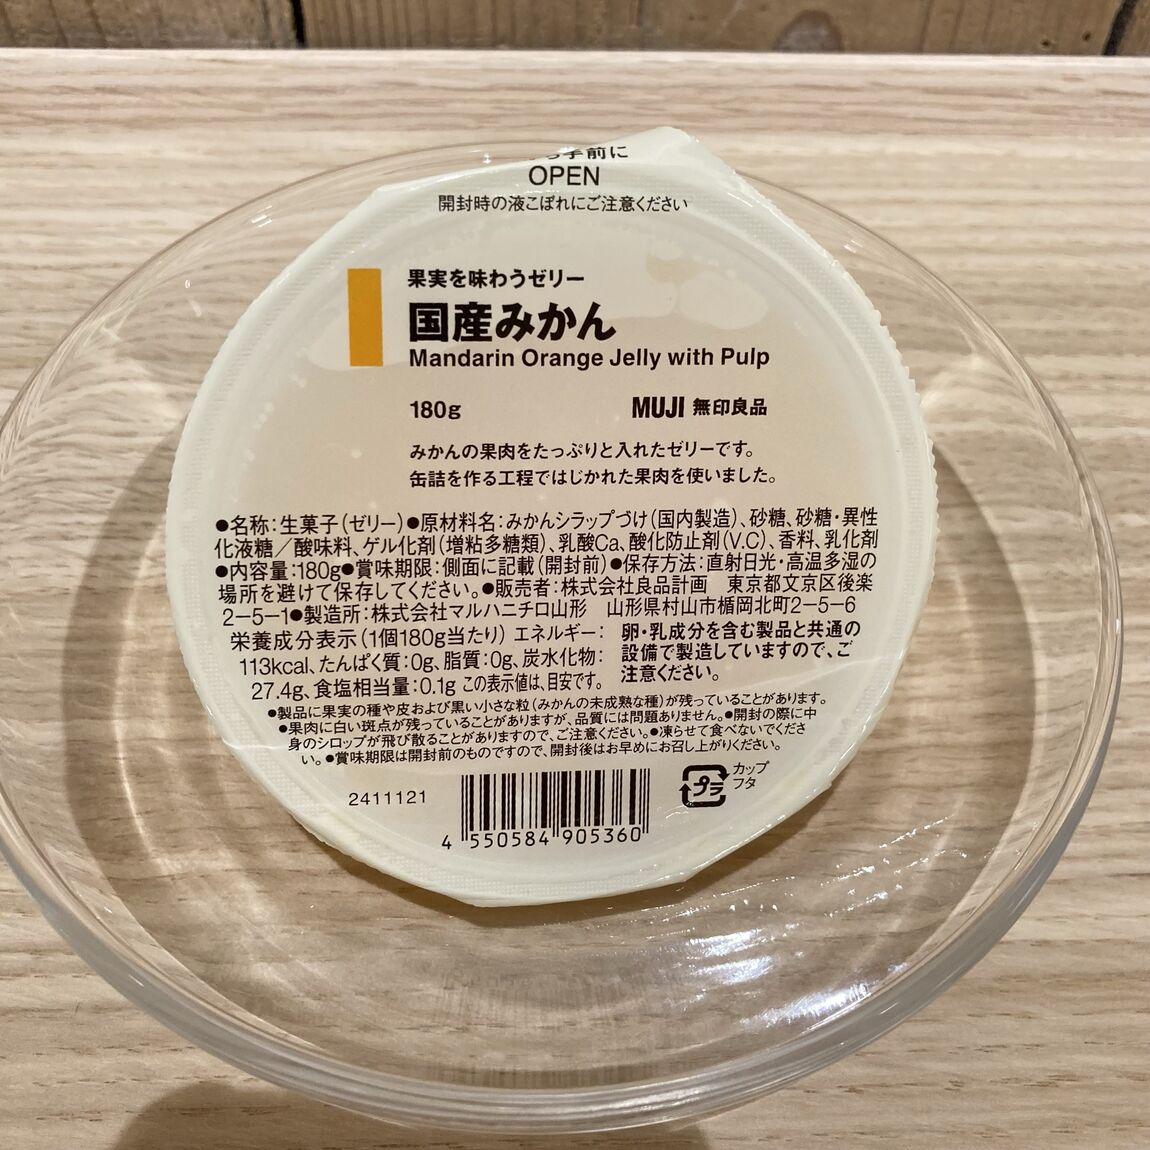 手前に
OPEN
開封時の液こぼれにご注意ください
果実を味わうゼリー
国産みかん
Mandarin Orange Jelly with Pulp
180g
MUJI 無印良品
みかんの果肉をたっぷりと入れたゼリーです。
缶詰を作る工程ではじかれた果肉を使いました。
●名称:生菓子(ゼリー)●原材料名:みかんシラップづけ(国内製造)、砂糖、砂糖・異性
化液糖/酸味料、ゲル化剤(増粘多糖類)、乳酸Ca、酸化防止剤(V.C)、香料、乳化剤
●内容量:180g●賞味期限:側面に記載(開封前)●保存方法:直射日光・高温多湿の
場所を避けて保存してください。●販売者:株式会社良品計画 東京都文京区後楽
2-5-1●製造所:株式会社マルハニチロ山形 山形県村山市楯岡北町2-5-6
栄養成分表示(1個180g当たり)エネルギー:
113kcal、たんぱく質:0g、脂質:0g、炭水化物:
27.4g、食塩相当量:0.1g この表示値は、目安です。
卵・乳成分を含む製品と共通の
設備で製造していますので、ご
注意ください。
●製品に果実の種や皮および黒い小さな粒(みかんの未成熟な種)が残っていることがあります。
●果肉に白い斑点が残っていることがありますが、品質には問題ありません。●開封の際に中
身のシロップが飛び散ることがありますので、ご注意ください。●凍らせて食べないでくださ
い。●賞味期限は開封前のものですので、開封後はお早めにお召し上がりください。
2411121
4 550584 905360
プラ
カップ
フタ